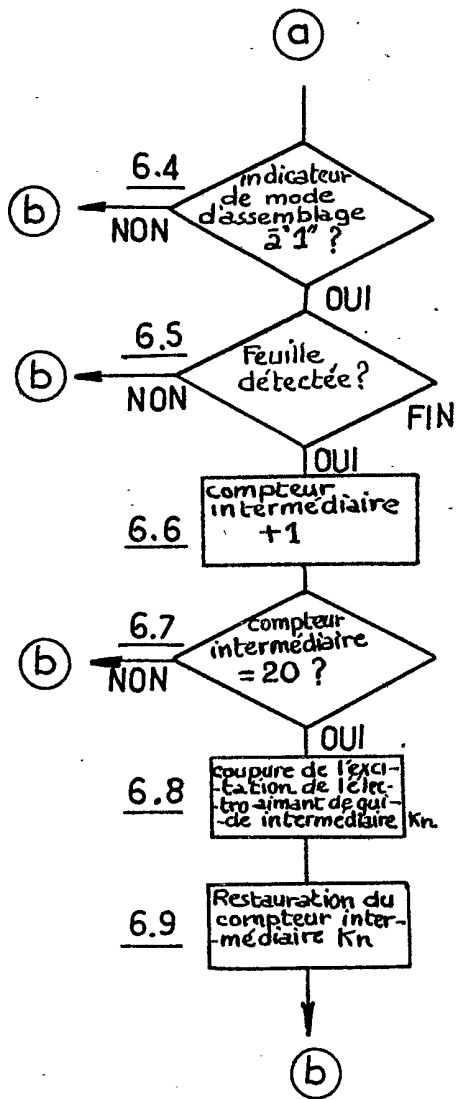 a
6.4
indicateur
de mode
d'assemblage
à "1" ?
b
NON
OUI
6.5
Feuille
détectée?
b
NON
FIN
OUI
compteur
intermédiaire
+1
6.6
6.7
compteur
intermédiaire
= 20 ?
b
NON
OUI
coupure de l'exci-
-tation de l'élec-
-tro aimant de gui-
-de intermédiaire Kn
6.8
Restauration du
compteur inter-
-médiaire Kn
6.9
b